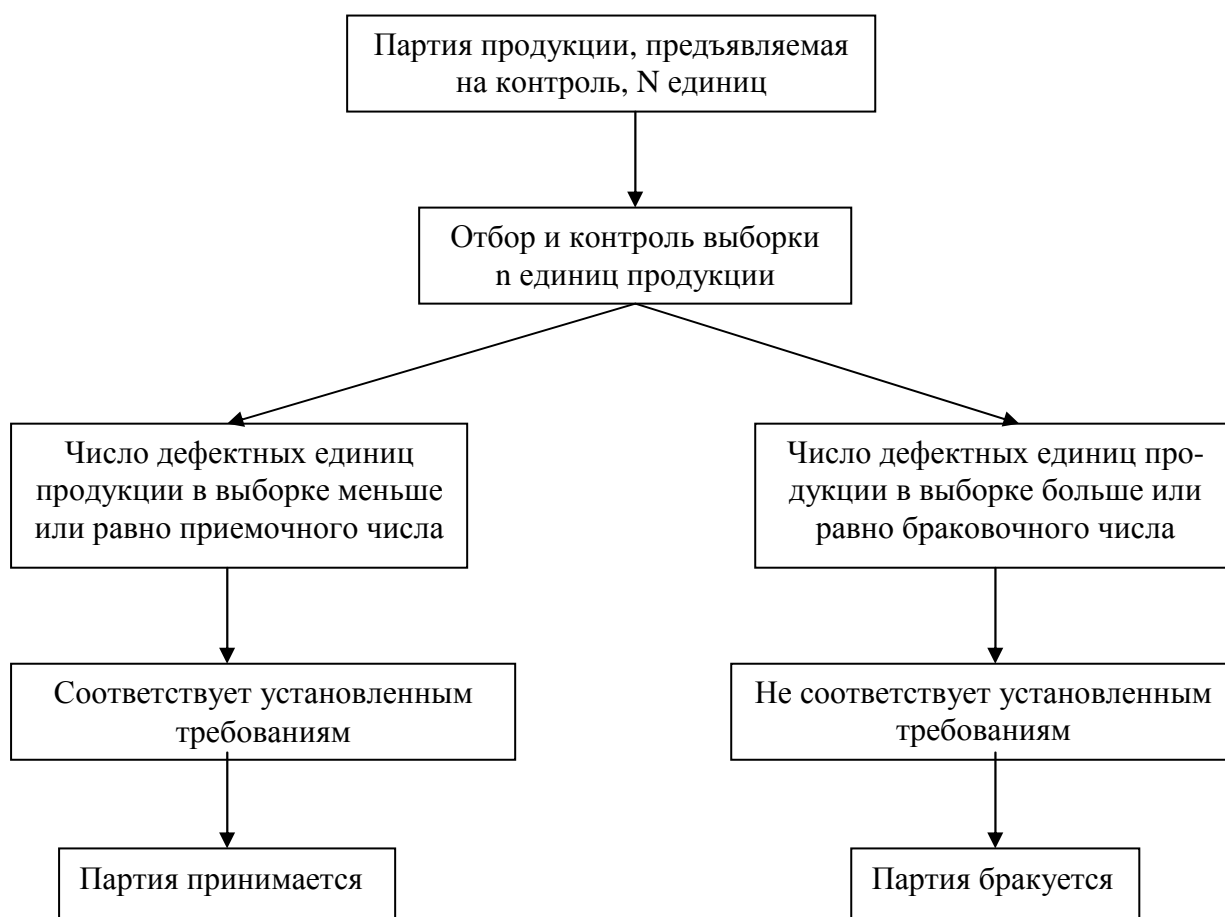 Партия продукции, предъявляемая
на контроль, N единиц
Отбор и контроль выборки
n единиц продукции
Число дефектных единиц
продукции в выборке меньше
или равно приемочного числа
Число дефектных единиц про-
дукции в выборке больше или
равно браковочного числа
Соответствует установленным
требованиям
Не соответствует установленным
требованиям
Партия принимается
Партия бракуется